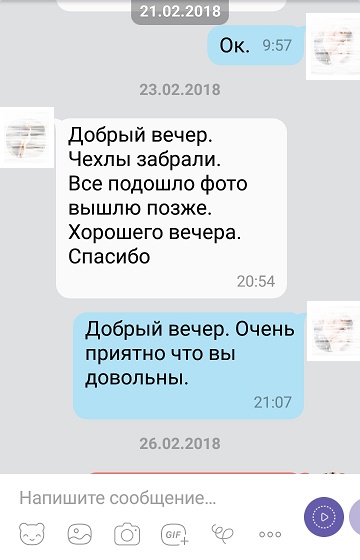 21.02.2018
Ок. 9:57
23.02.2018
Добрый вечер.
Чехлы забрали.
Все подошло фото
вышлю позже.
Хорошего вечера.
Спасибо
20:54
Добрый вечер. Очень
приятно что вы
довольны.
21:07
26.02.2018
Напишите сообщение...
GIF